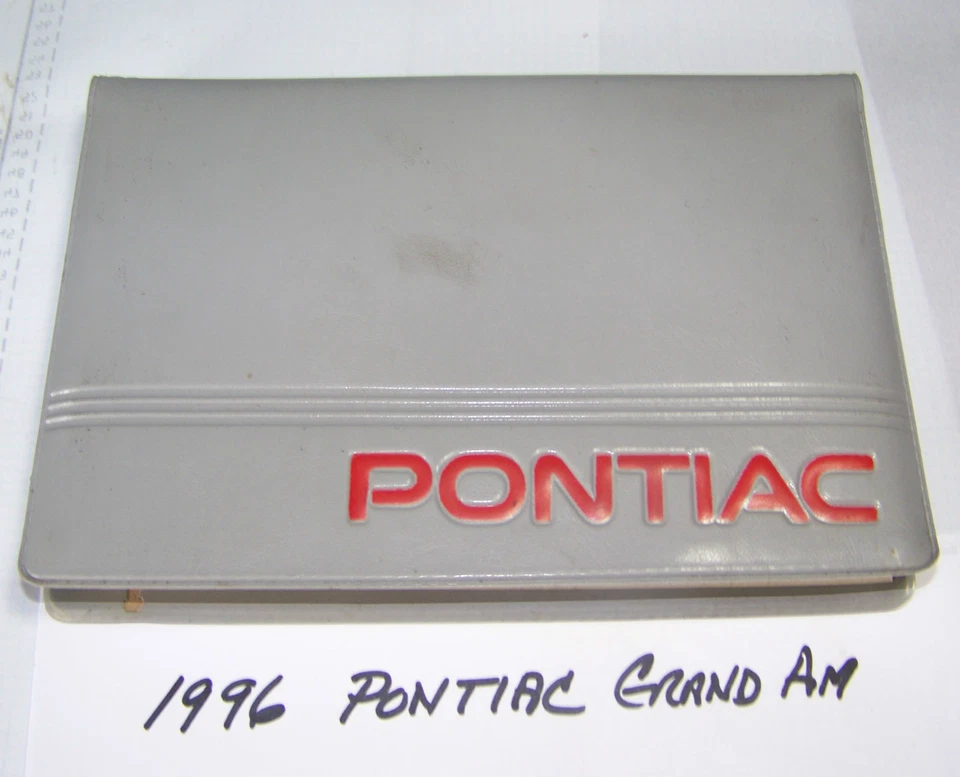 PONTIAC
1996 PONTIAC GRAND AM